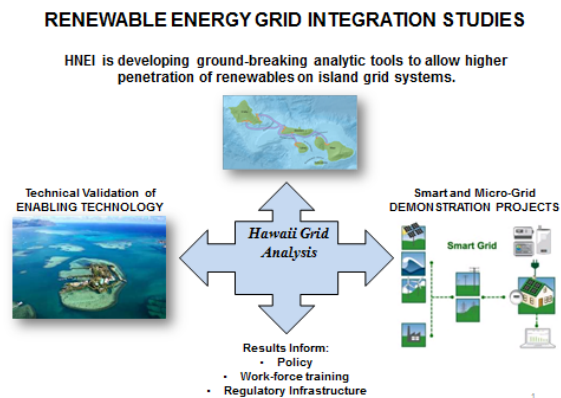 RENEWABLE ENERGY GRID INTEGRATION STUDIES
HNEI is developing ground-breaking analytic tools to allow higher
penetration of renewables on island grid systems.
Technical Validation of
ENABLING TECHNOLOGY
Smart and Micro-Grid
DEMONSTRATION PROJECTS
Hawaii Grid
Analysis
Smart Grid
Results Inform:
• Policy
• Work-force training
• Regulatory Infrastructure
1